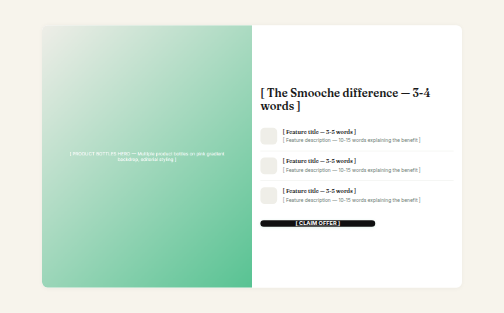 [ PRODUCT BOTTLES HERO — Multiple product bottles on pink gradient
backdrop, editorial styling ]
[ The Smooche difference — 3-4
words ]
[ Feature title — 3-5 words ]
[ Feature description — 10-15 words explaining the benefit ]
[ Feature title — 3-5 words ]
[ Feature description — 10-15 words explaining the benefit ]
[ Feature title — 3-5 words ]
[ Feature description — 10-15 words explaining the benefit ]
[ CLAIM OFFER ]